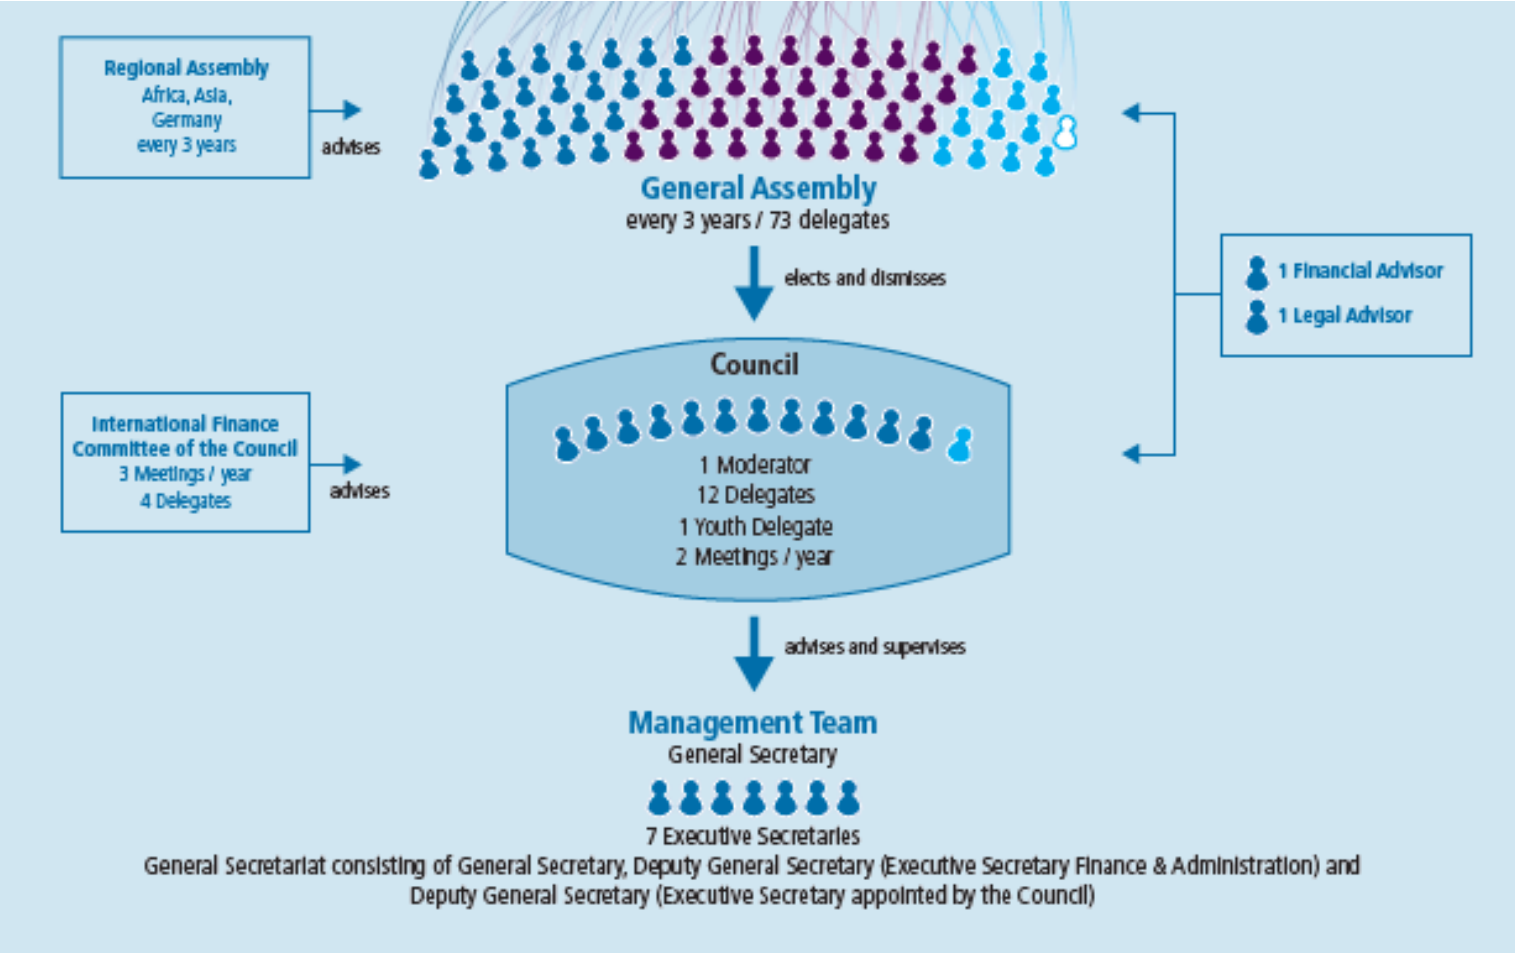 Regional Assembly
Africa, Asia,
Germany
every 3 years
advises
General Assembly
every 3 years / 73 delegates
elects and dismisses
1 Financial Advisor
1 Legal Advisor
Council
1 Moderator
12 Delegates
1 Youth Delegate
2 Meetings / year
International Finance
Committee of the Council
3 Meetings / year
4 Delegates
advises
advises and supervises
Management Team
General Secretary
7 Executive Secretaries
General Secretariat consisting of General Secretary, Deputy General Secretary (Executive Secretary Finance & Administration) and
Deputy General Secretary (Executive Secretary appointed by the Council)